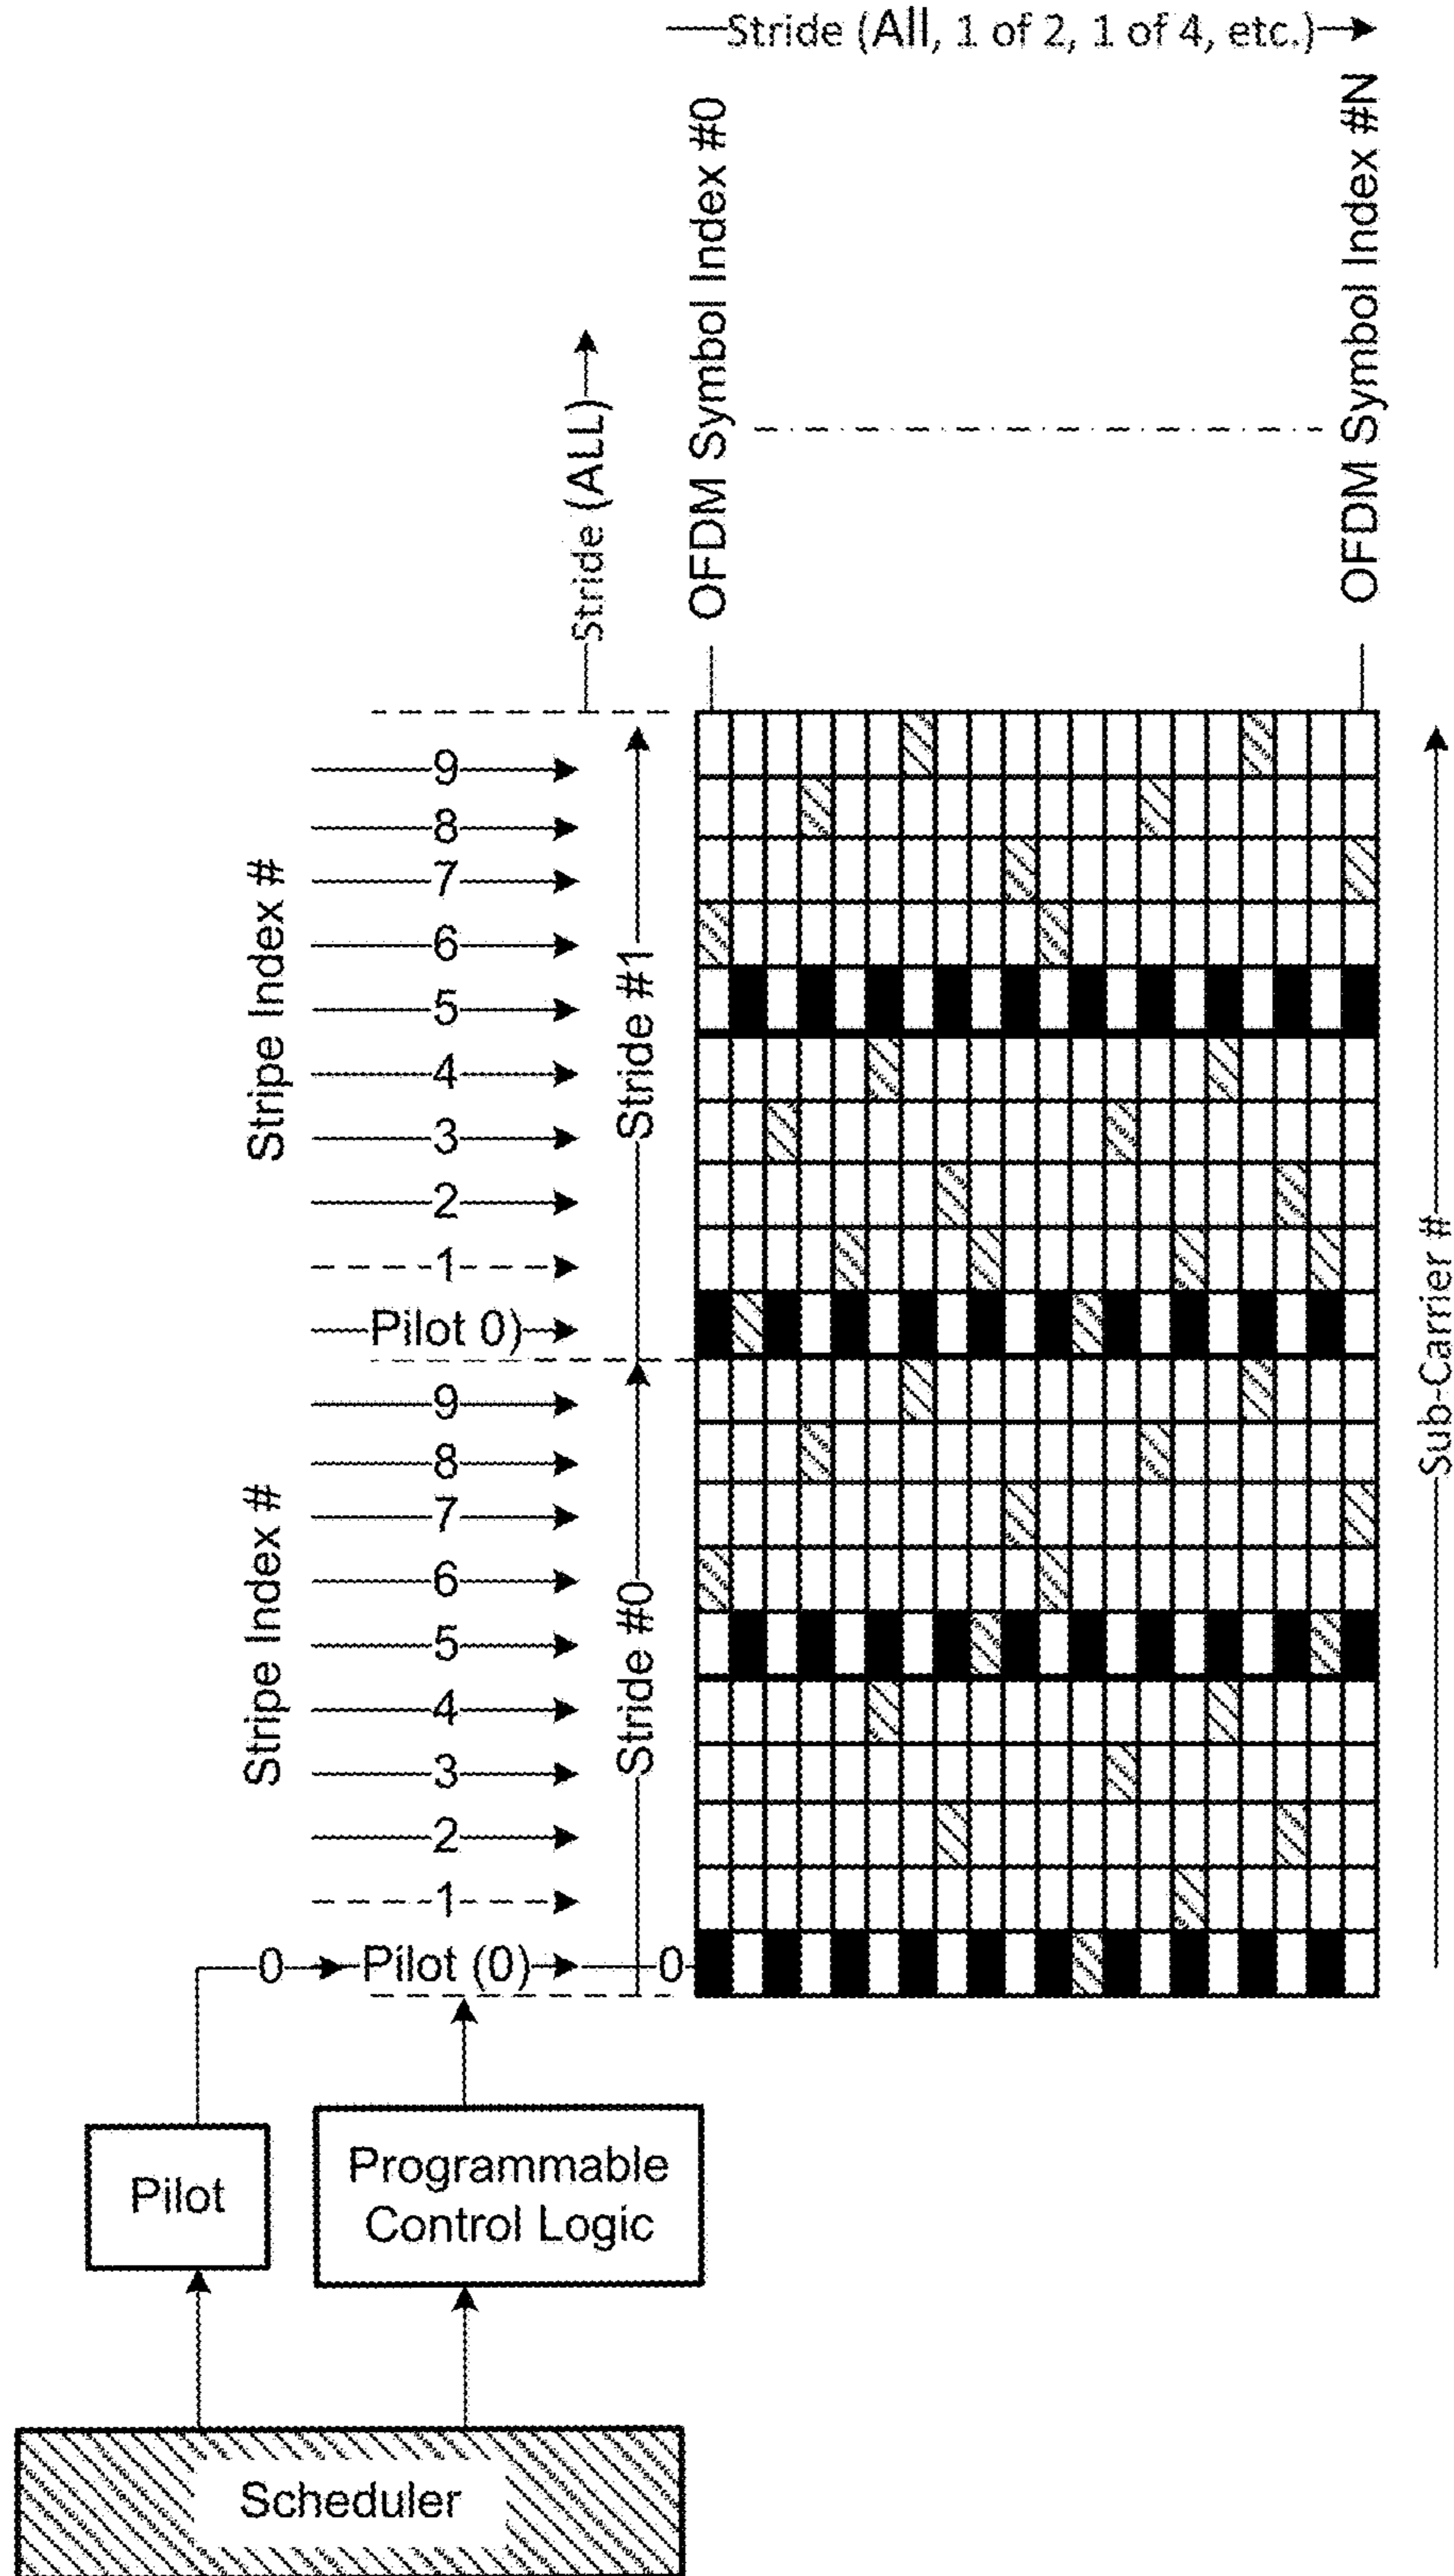 Stride (All, 1 of 2, 1 of 4, etc.)
OFDM Symbol Index #0
OFDM Symbol Index #N
Stride (ALL)
Stripe Index #
9
8
7
6
5
4
3
2
1
Pilot 0)
Stride #1
Stripe Index #
9
8
7
6
5
4
3
2
1
0
Pilot (0)
0
Stride #0
Sub-Carrier #
Pilot
Programmable
Control Logic
Scheduler